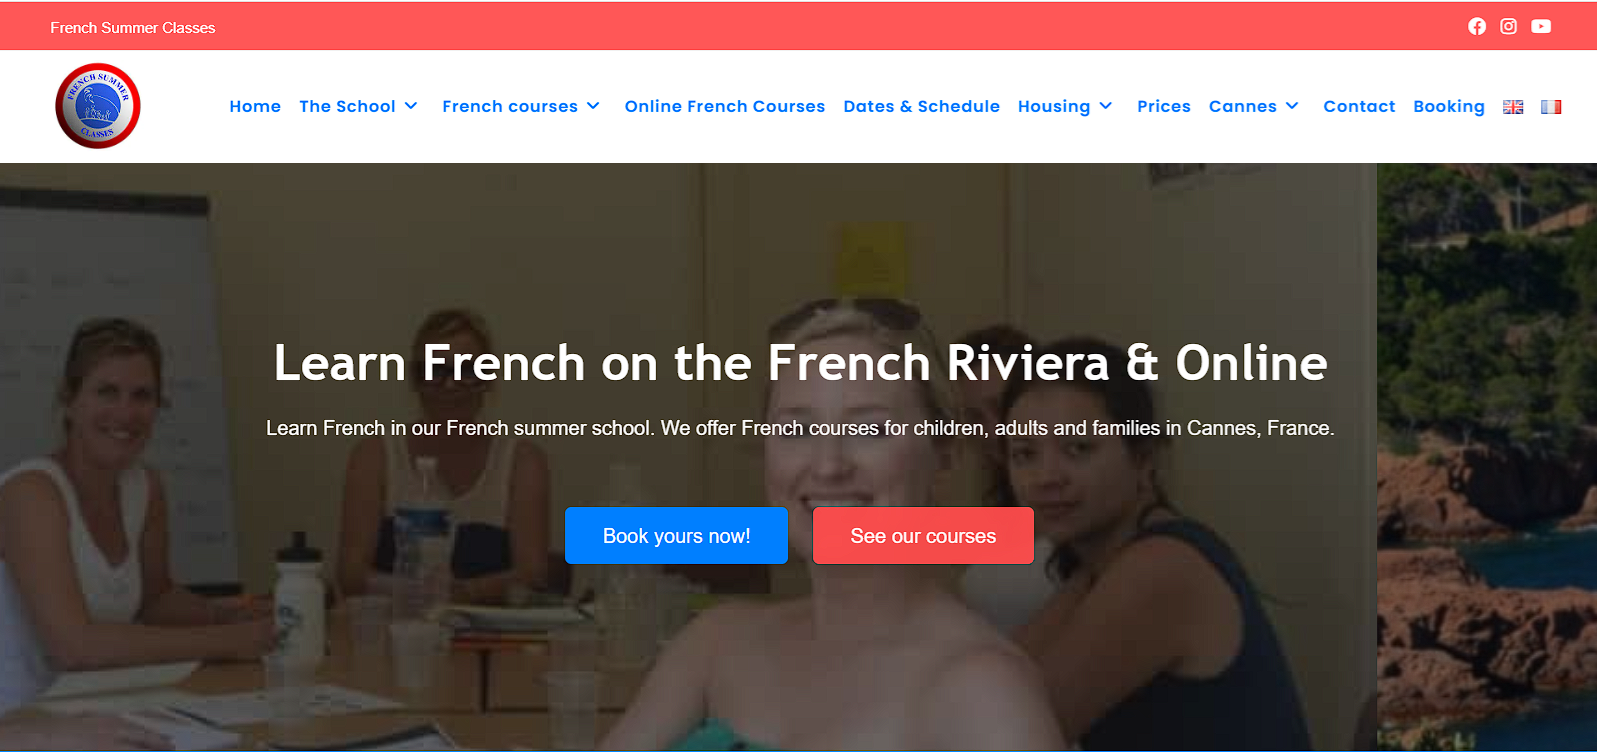 French Summer Classes
FRENCH SUMMER
CLASSES
Home The School French courses Online French Courses Dates & Schedule Housing Prices Cannes Contact Booking
Learn French on the French Riviera & Online
Learn French in our French summer school. We offer French courses for children, adults and families in Cannes, France.
Book yours now! See our courses